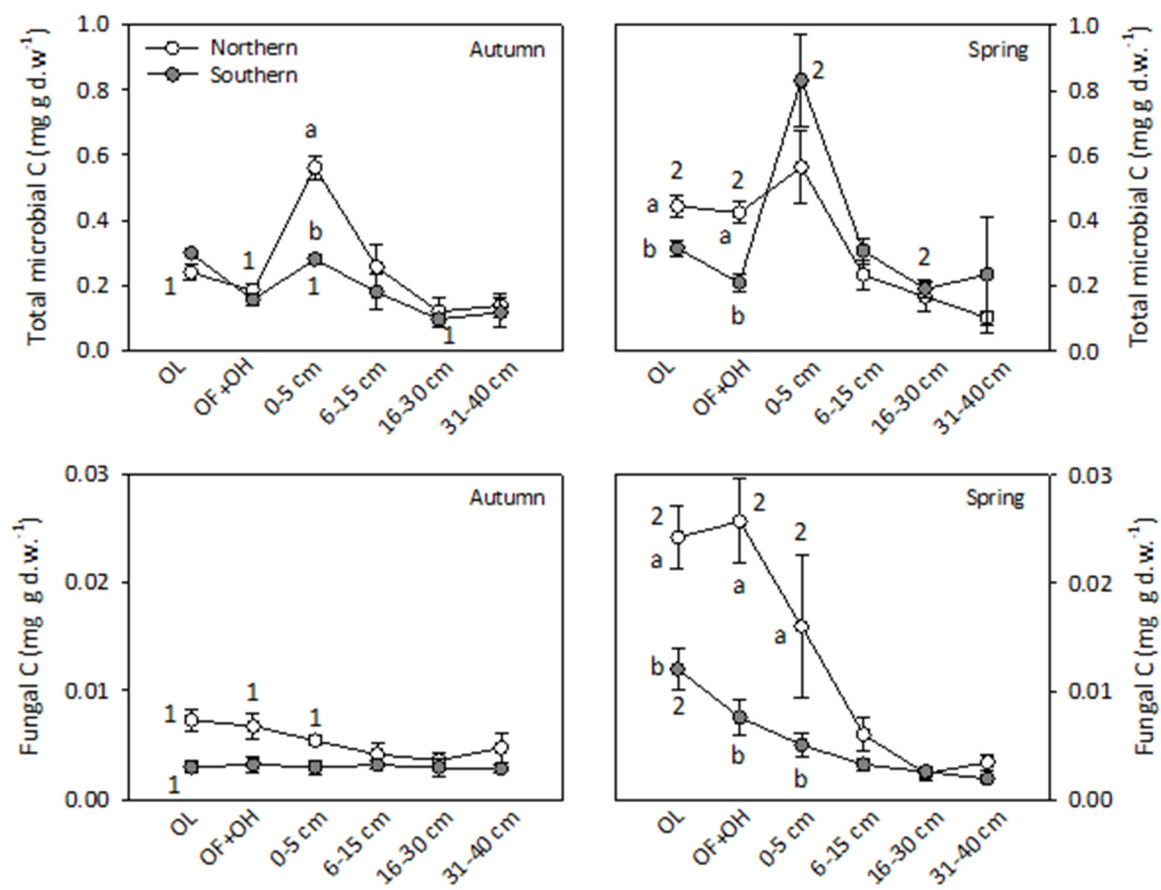 Total microbial C (mg g d.w⁻¹)
1.0
0.8
0.6
0.4
0.2
0.0
Northern
Southern
Autumn
a
b
1
1
1
1
OL
OF+OH
0-5 cm
6-15 cm
16-30 cm
31-40 cm
Spring
2
2
2
2
a
a
b
b
OL
OF+OH
0-5 cm
6-15 cm
16-30 cm
31-40 cm
1.0
0.8
0.6
0.4
0.2
0.0
Total microbial C (mg g d.w.⁻¹)
Fungal C (mg g d.w.⁻¹)
0.03
0.02
0.01
0.00
Autumn
1
1
1
1
OL
OF+OH
0-5 cm
6-15 cm
16-30 cm
31-40 cm
Spring
2
2
2
a
a
a
b
2
b
b
OL
OF+OH
0-5 cm
6-15 cm
16-30 cm
31-40 cm
0.03
0.02
0.01
0.00
Fungal C (mg g d.w.⁻¹)